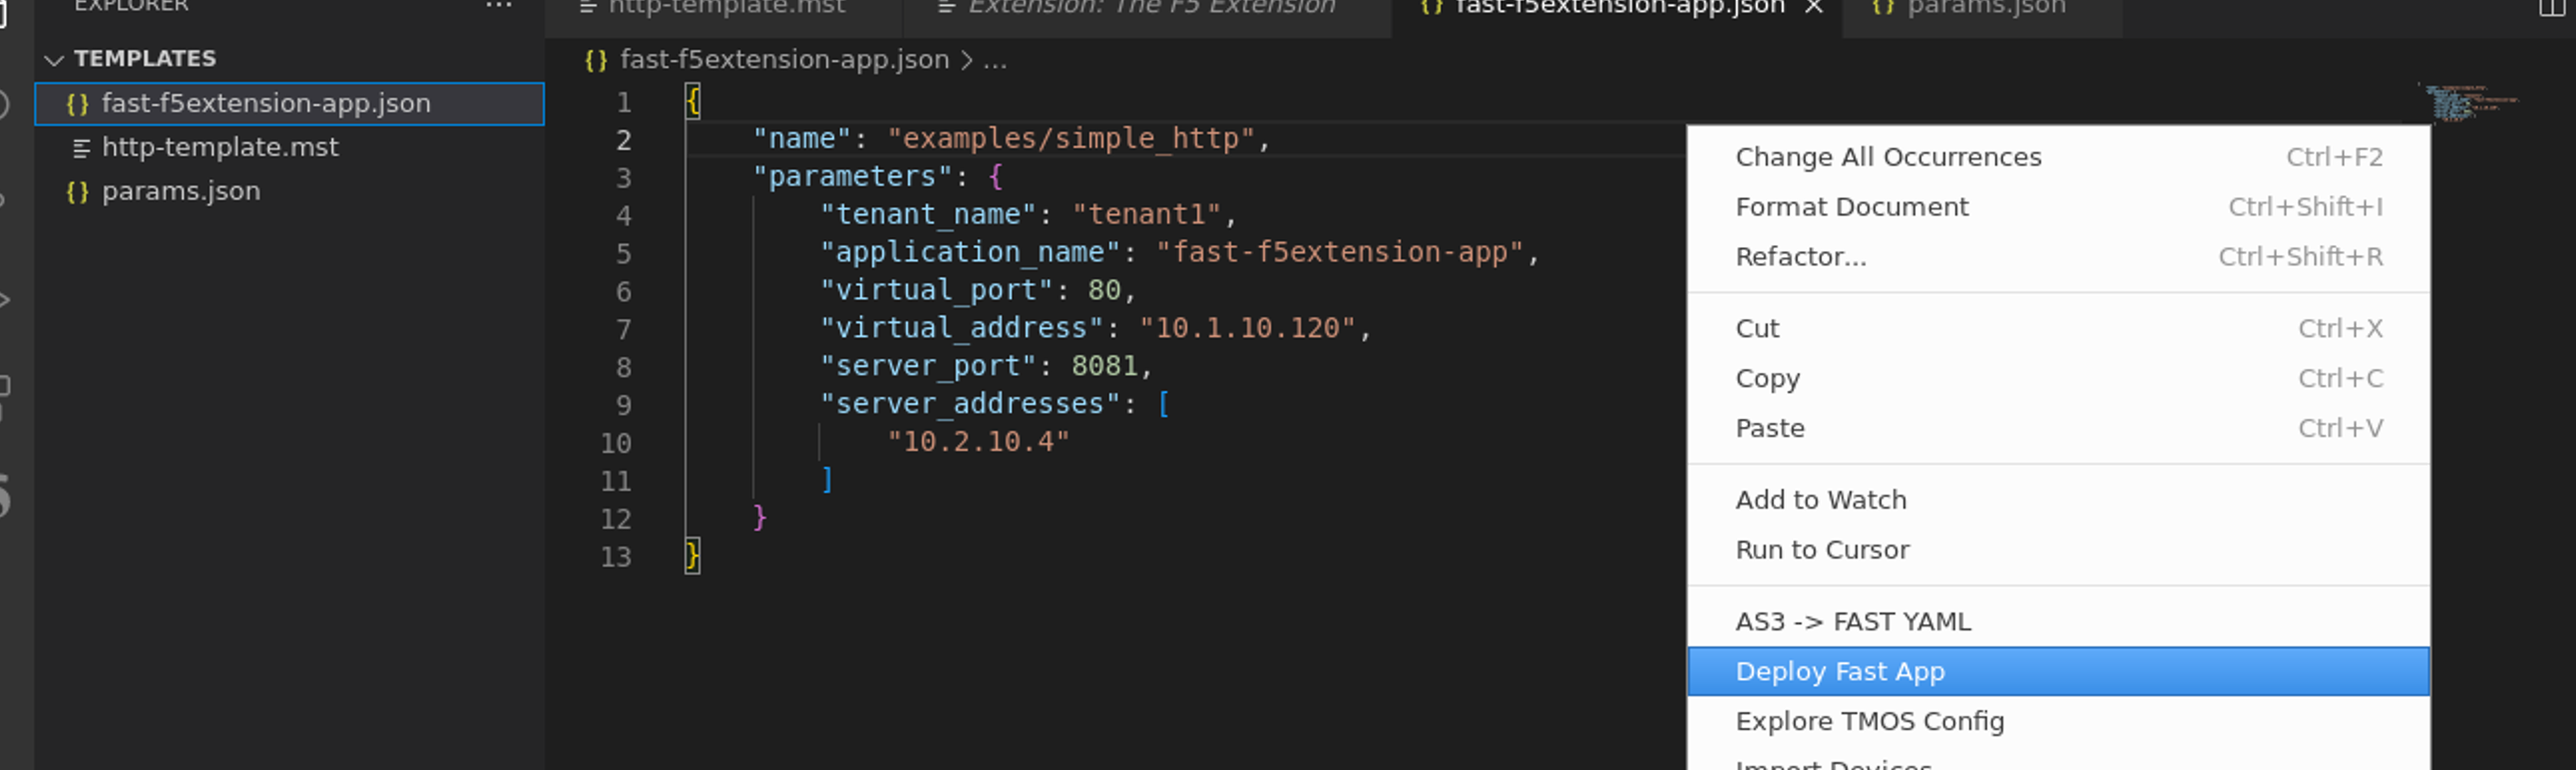 EXPLORER ...
http-template.mst Extension: The F5 Extension {} fast-f5extension-app.json × {} params.json
TEMPLATES
{} fast-f5extension-app.json
http-template.mst
{} params.json
{} fast-f5extension-app.json > ...
1 {
2 "name": "examples/simple_http",
3 "parameters": {
4 "tenant_name": "tenant1",
5 "application_name": "fast-f5extension-app",
6 "virtual_port": 80,
7 "virtual_address": "10.1.10.120",
8 "server_port": 8081,
9 "server_addresses": [
10 "10.2.10.4"
11 ]
12 }
13 }
Change All Occurrences Ctrl+F2
Format Document Ctrl+Shift+I
Refactor... Ctrl+Shift+R
Cut Ctrl+X
Copy Ctrl+C
Paste Ctrl+V
Add to Watch
Run to Cursor
AS3 -> FAST YAML
Deploy Fast App
Explore TMOS Config
Import Devices